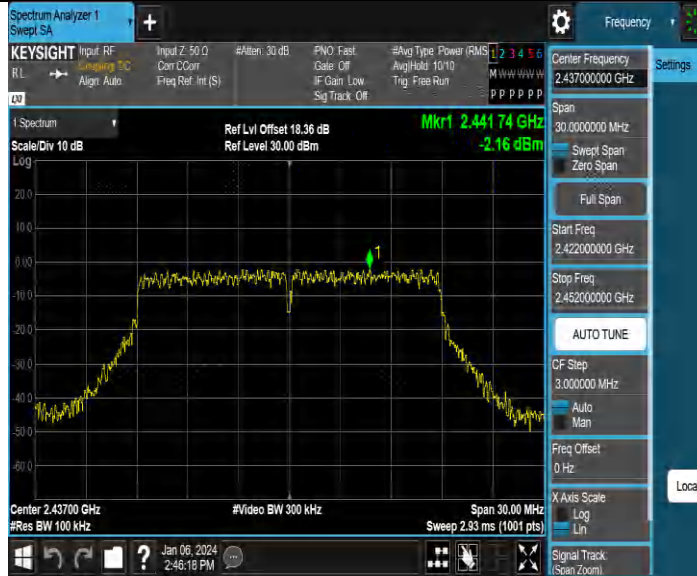 Spectrum Analyzer 1
Swept SA
+
Frequency
KEYSIGHT
RL
LXI
Input: RF
Coupling: DC
Align: Auto
Input Z: 50 Ω
Corr CCorr
Freq Ref: Int (S)
#Atten: 30 dB
PNO: Fast
Gate: Off
IF Gain: Low
Sig Track: Off
#Avg Type: Power (RMS
Avg|Hold: 10/10
Trig: Free Run
1 2 3 4 5 6
M W W W W W
P P P P P P
1 Spectrum
Scale/Div 10 dB
Ref Lvl Offset 18.36 dB
Ref Level 30.00 dBm
Mkr1 2.441 74 GHz
-2.16 dBm
Log
20.0
10.0
0.00
-10.0
-20.0
-30.0
-40.0
-50.0
-60.0
1
Center 2.43700 GHz
#Res BW 100 kHz
#Video BW 300 kHz
Span 30.00 MHz
Sweep 2.93 ms (1001 pts)
?
Jan 06, 2024
2:46:18 PM
Center Frequency
2.437000000 GHz
Settings
Span
30.0000000 MHz
Swept Span
Zero Span
Full Span
Start Freq
2.422000000 GHz
Stop Freq
2.452000000 GHz
AUTO TUNE
CF Step
3.000000 MHz
Auto
Man
Freq Offset
0 Hz
X Axis Scale
Log
Lin
Signal Track
(Span Zoom)
Loca